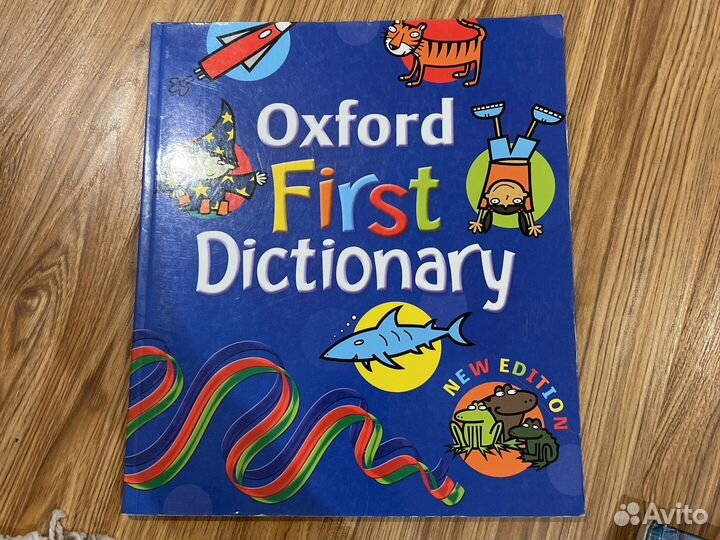 Oxford
First
Dictionary
NEW EDITION
Avito